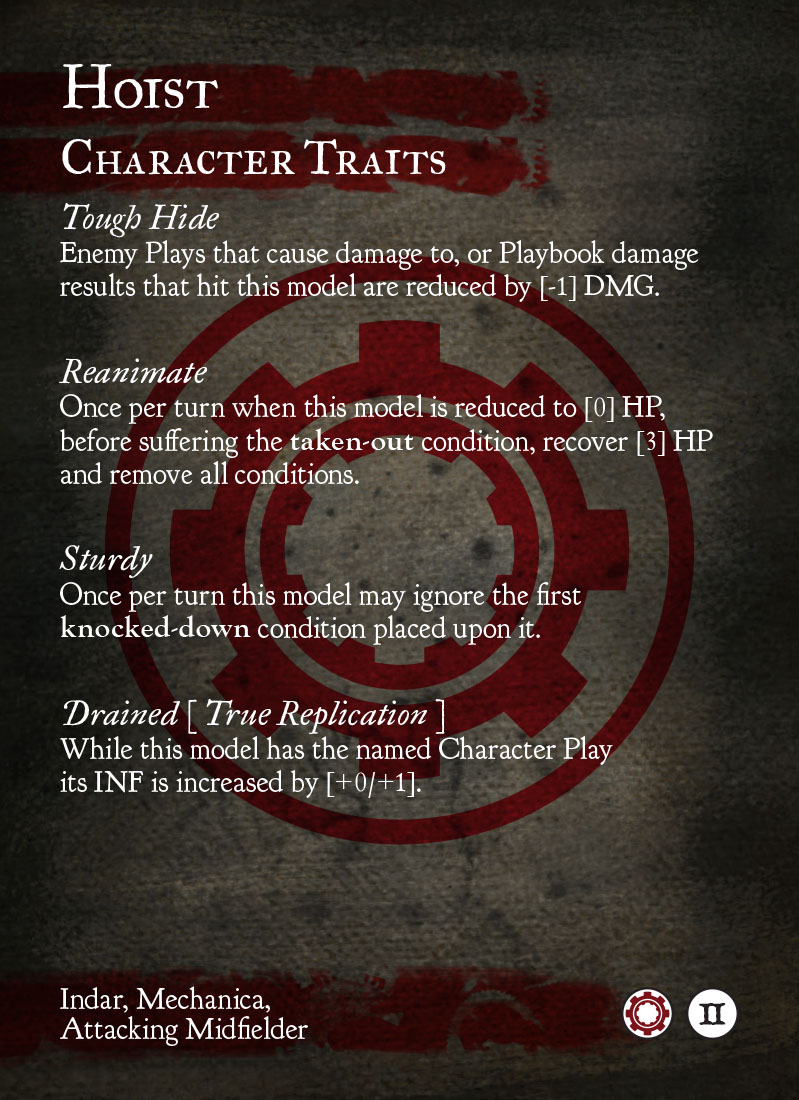 Hoist
Character Traits
Tough Hide
Enemy Plays that cause damage to, or Playbook damage
results that hit this model are reduced by [-1] DMG.
Reanimate
Once per turn when this model is reduced to [0] HP,
before suffering the taken-out condition, recover [3] HP
and remove all conditions.
Sturdy
Once per turn this model may ignore the first
knocked-down condition placed upon it.
Drained [ True Replication ]
While this model has the named Character Play
its INF is increased by [+0/+1].
Indar, Mechanica,
Attacking Midfielder
II